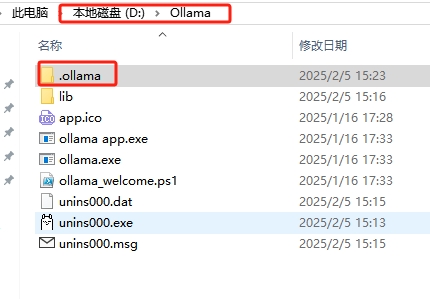 此电脑 > 本地磁盘 (D:) > Ollama
名称 修改日期
.ollama 2025/2/5 15:23
lib 2025/2/5 15:16
app.ico 2025/1/16 17:28
ollama app.exe 2025/1/16 17:33
ollama.exe 2025/1/16 17:33
ollama_welcome.ps1 2025/1/16 17:33
unins000.dat 2025/2/5 15:15
unins000.exe 2025/2/5 15:13
unins000.msg 2025/2/5 15:15